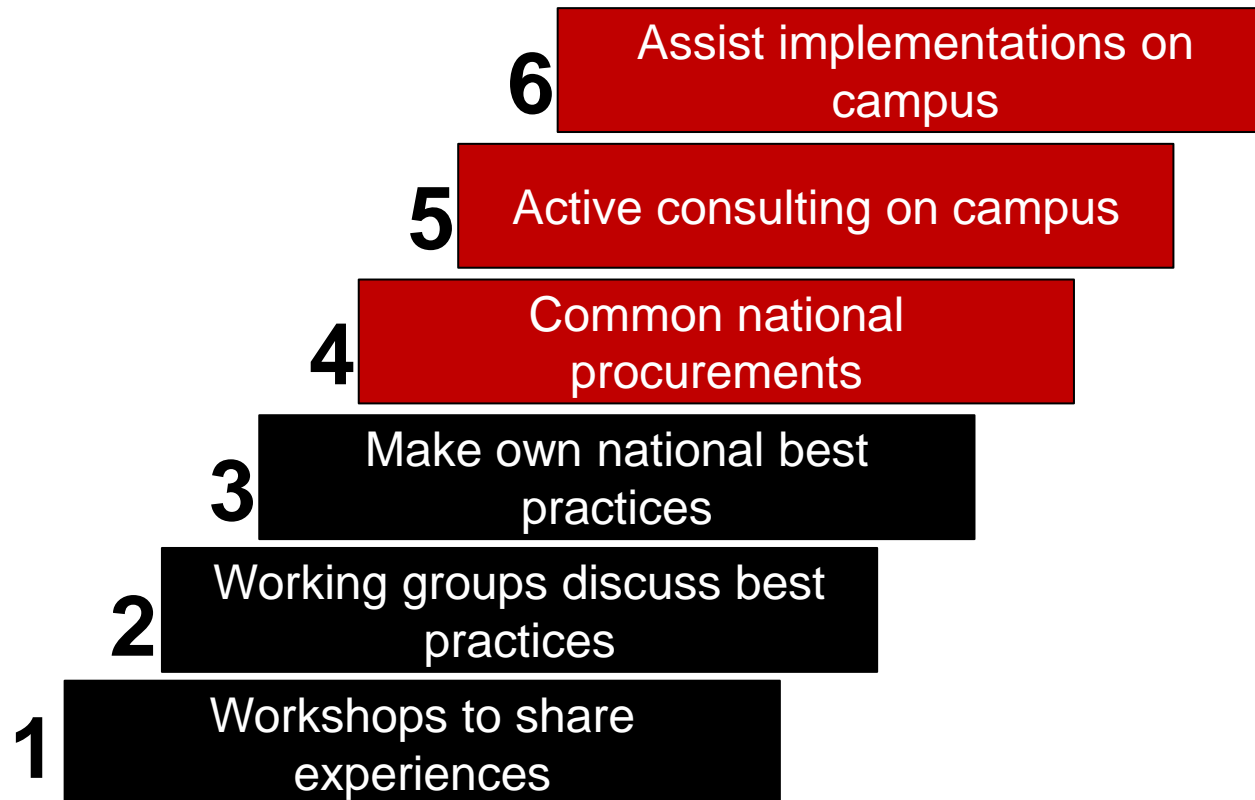 6
Assist implementations on
campus
5
Active consulting on campus
4
Common national
procurements
3
Make own national best
practices
2
Working groups discuss best
practices
1
Workshops to share
experiences